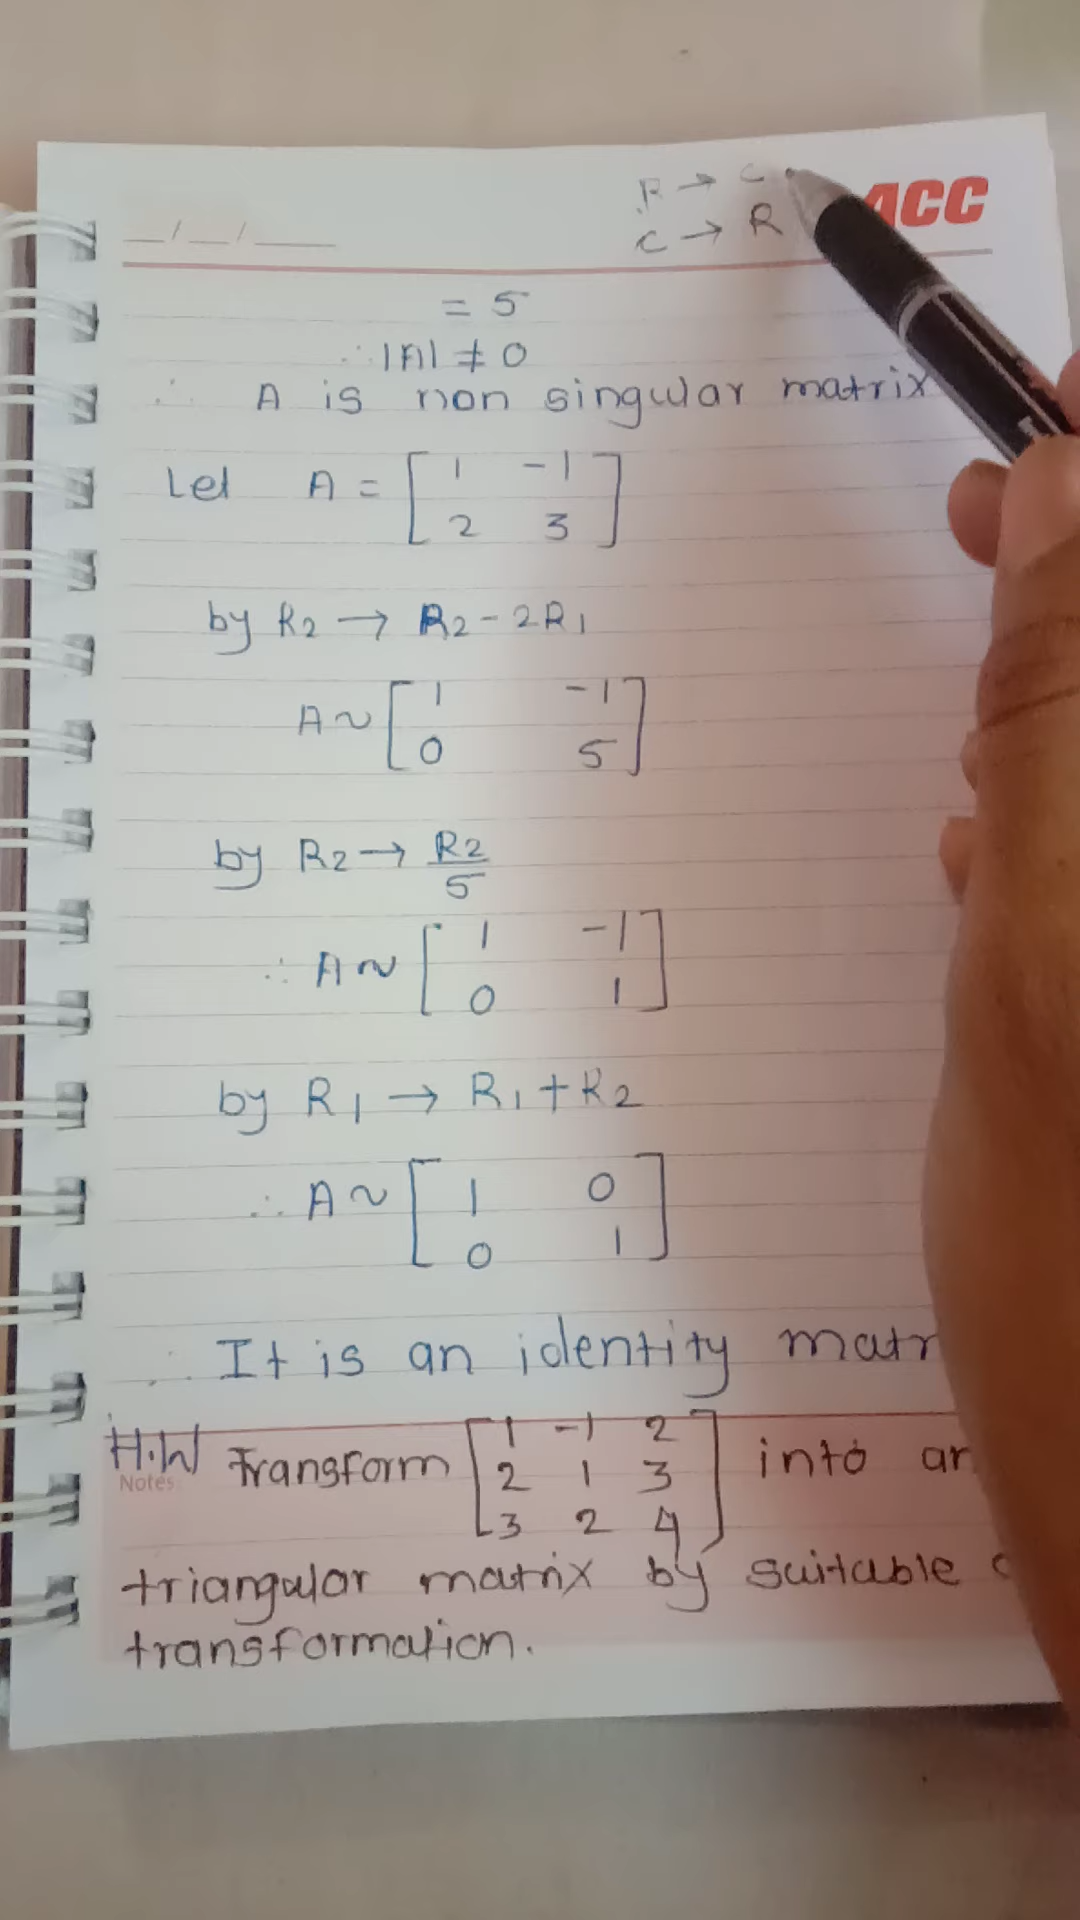 R → C
C → R
ACC
__/__/____
= 5
∴ |A| ≠ 0
∴ A is non singular matrix
Let A = [ 1 -1
2 3 ]
by R2 → R2 - 2R1
A ~ [ 1 -1
0 5 ]
by R2 → R2/5
∴ A ~ [ 1 -1
0 1 ]
by R1 → R1 + R2
∴ A ~ [ 1 0
0 1 ]
∴ It is an identity
H.W Transform [ 1 -1 2
2 1 3
3 2 4 ] into
Notes
triangular matrix by suitable
transformation.